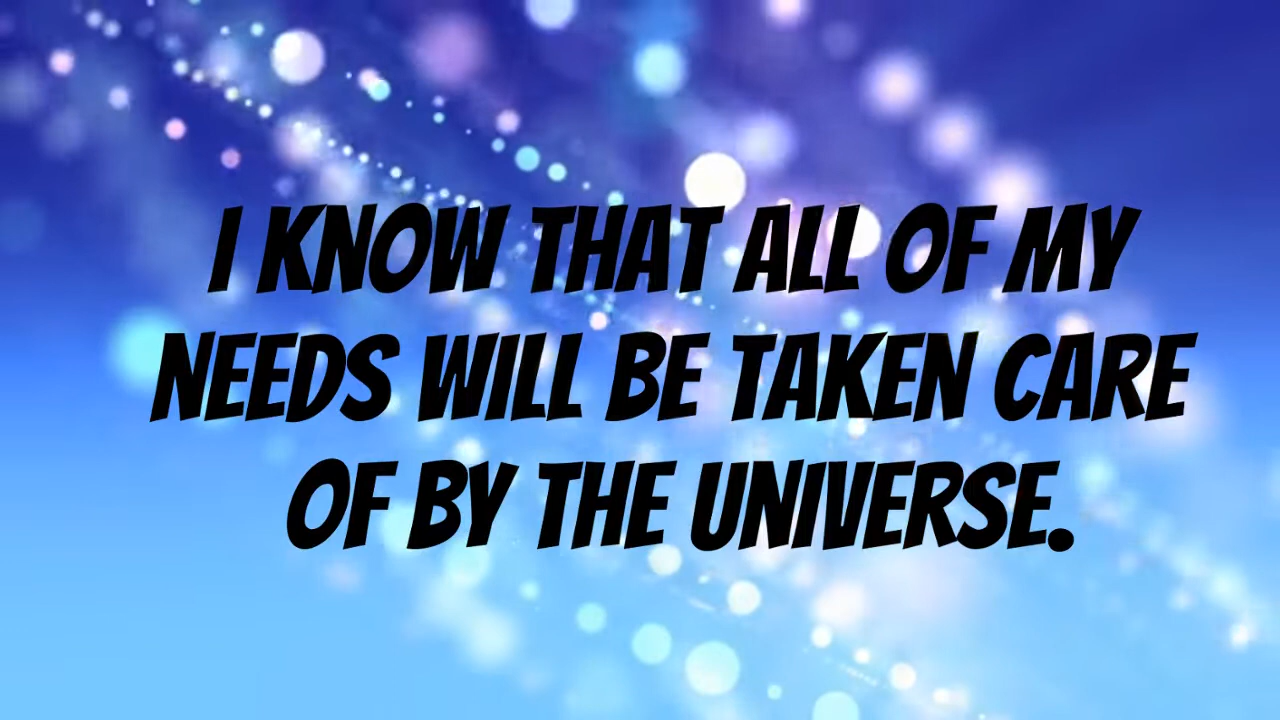 I KNOW THAT ALL OF MY
NEEDS WILL BE TAKEN CARE
OF BY THE UNIVERSE.